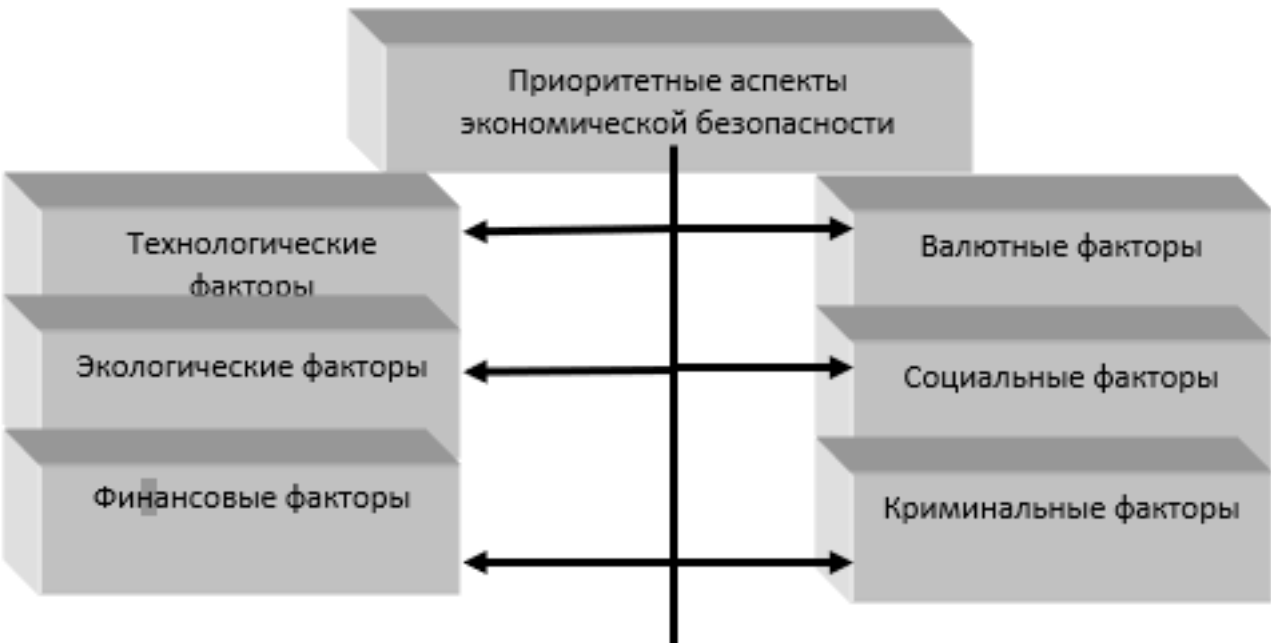 Приоритетные аспекты
экономической безопасности
Технологические
факторы
Валютные факторы
Экологические факторы
Социальные факторы
Финансовые факторы
Криминальные факторы